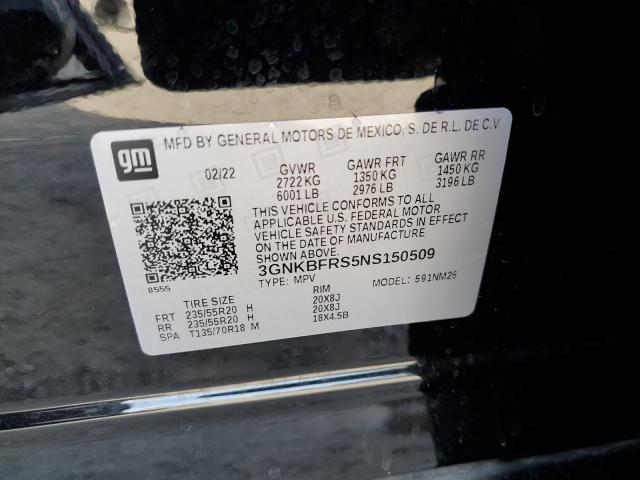 gm
MFD BY GENERAL MOTORS DE MEXICO, S. DE R.L. DE C.V.
02/22 GVWR GAWR FRT GAWR RR
2722 KG 1350 KG 1450 KG
6001 LB 2976 LB 3196 LB
THIS VEHICLE CONFORMS TO ALL
APPLICABLE U.S. FEDERAL MOTOR
VEHICLE SAFETY STANDARDS IN EFFECT
ON THE DATE OF MANUFACTURE
SHOWN ABOVE.
3GNKBFRS5NS150509
8555 TYPE: MPV MODEL: 591NM26
TIRE SIZE RIM
FRT 235/55R20 H 20X8J
RR 235/55R20 H 20X8J
SPA T135/70R18 M 18X4.5B